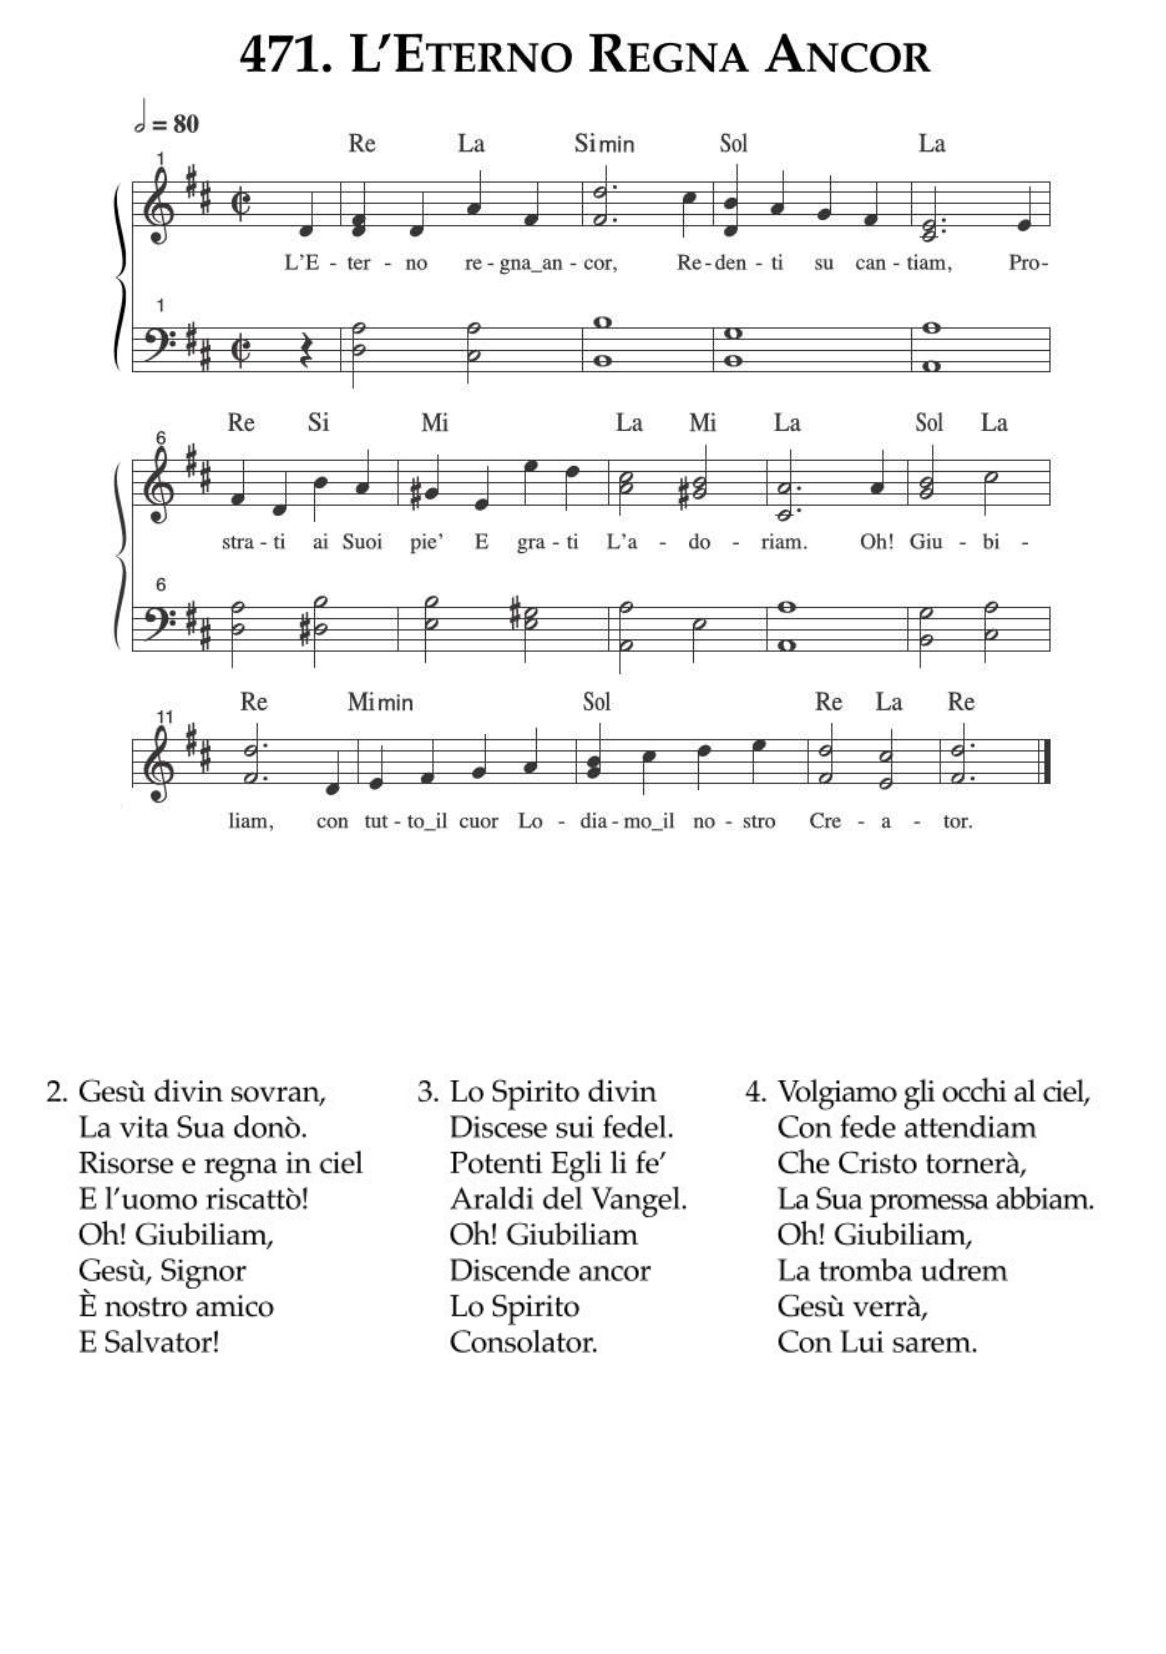 471. L'Eterno Regna Ancor
= 80
Re La Simin Sol La
1
L'E - ter - no re - gna_an - cor, Re - den - ti su can - tiam, Pro-
1
Re Si Mi La Mi La Sol La
6
stra - ti ai Suoi pie' E gra - ti L'a - do - riam. Oh! Giu - bi -
6
Re Mimin Sol Re La Re
11
liam, con tut - to_il cuor Lo - dia - mo_il no - stro Cre - a - tor.
2. Gesù divin sovran,
La vita Sua donò.
Risorse e regna in ciel
E l'uomo riscattò!
Oh! Giubiliam,
Gesù, Signor
È nostro amico
E Salvator!
3. Lo Spirito divin
Discese sui fedel.
Potenti Egli li fe'
Araldi del Vangel.
Oh! Giubiliam
Discende ancor
Lo Spirito
Consolator.
4. Volgiamo gli occhi al ciel,
Con fede attendiam
Che Cristo tornerà,
La Sua promessa abbiam.
Oh! Giubiliam,
La tromba udrem
Gesù verrà,
Con Lui sarem.